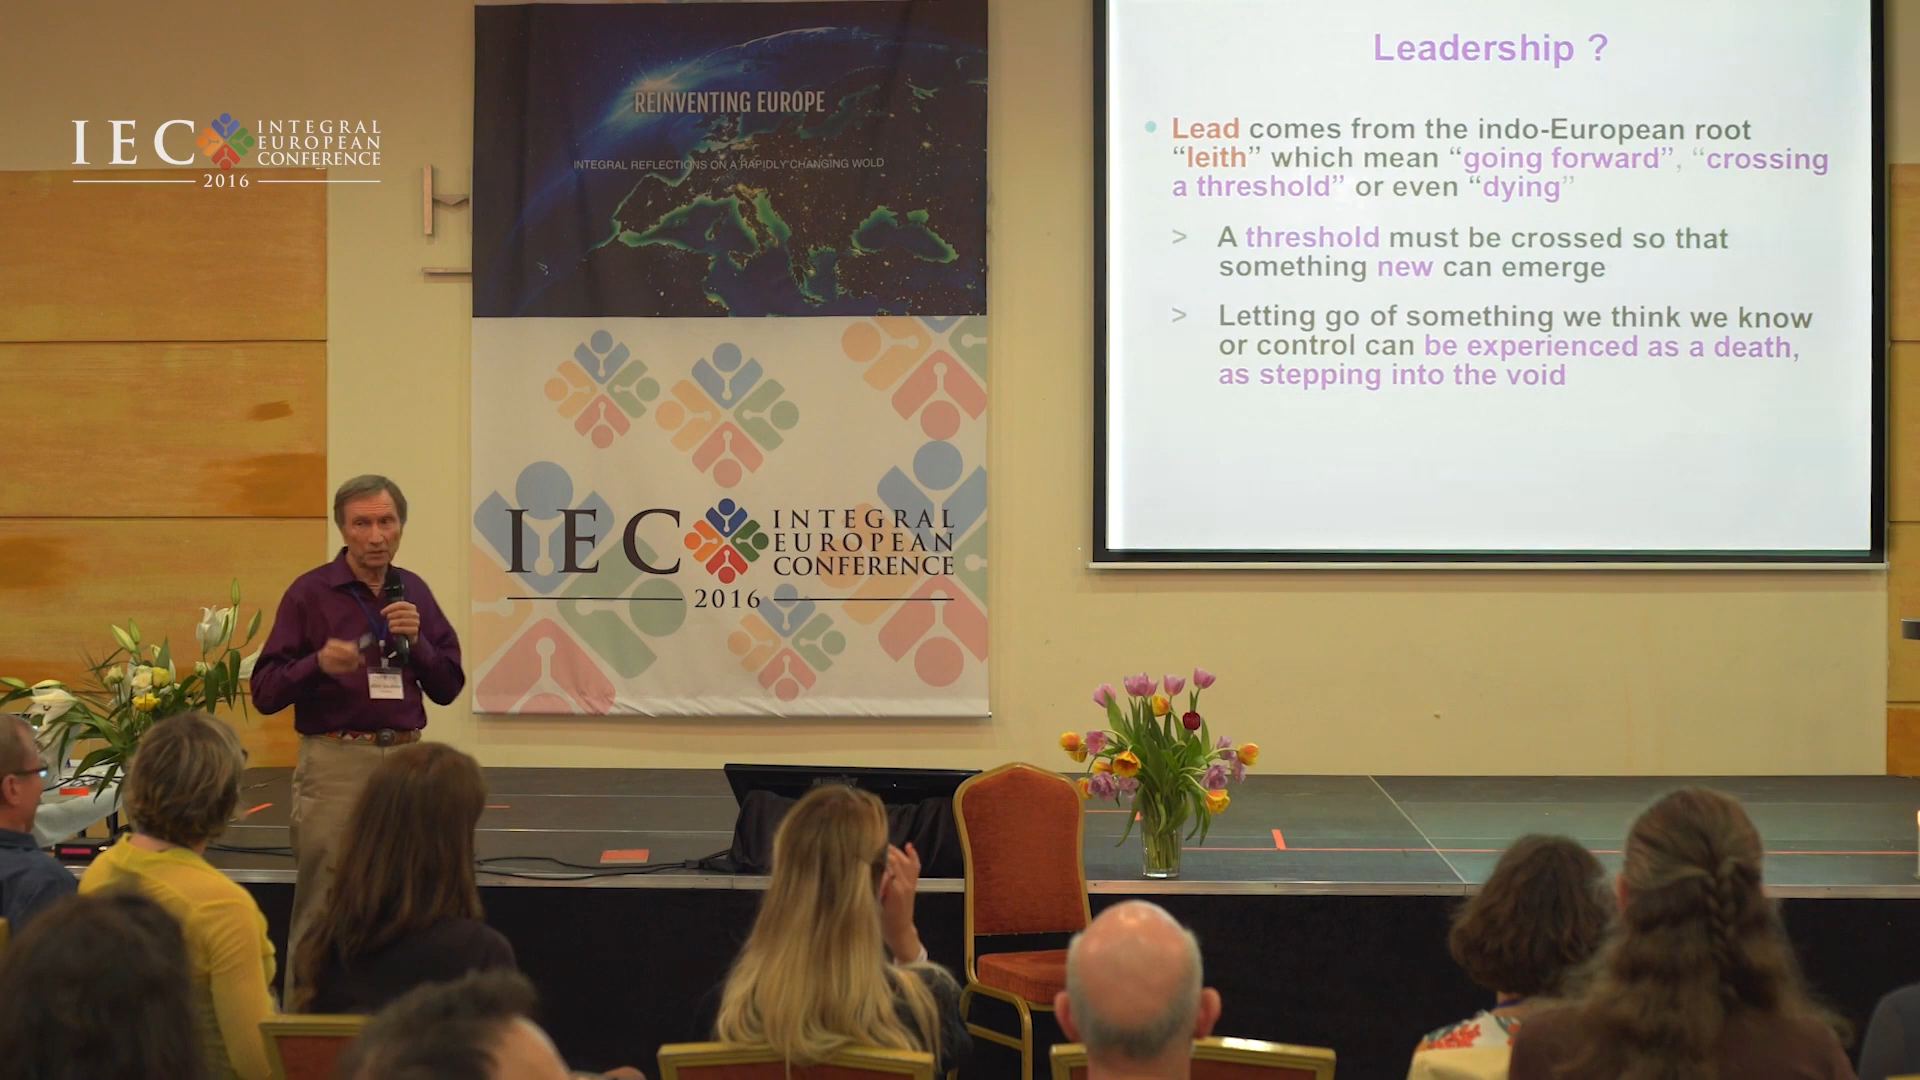 IEC INTEGRAL
EUROPEAN
CONFERENCE
2016
REINVENTING EUROPE
INTEGRAL REFLECTIONS ON A RAPIDLY CHANGING WOLD
IEC INTEGRAL
EUROPEAN
CONFERENCE
2016
Leadership ?
• Lead comes from the indo-European root
“leith” which mean “going forward”, “crossing
a threshold” or even “dying”
> A threshold must be crossed so that
something new can emerge
> Letting go of something we think we know
or control can be experienced as a death,
as stepping into the void